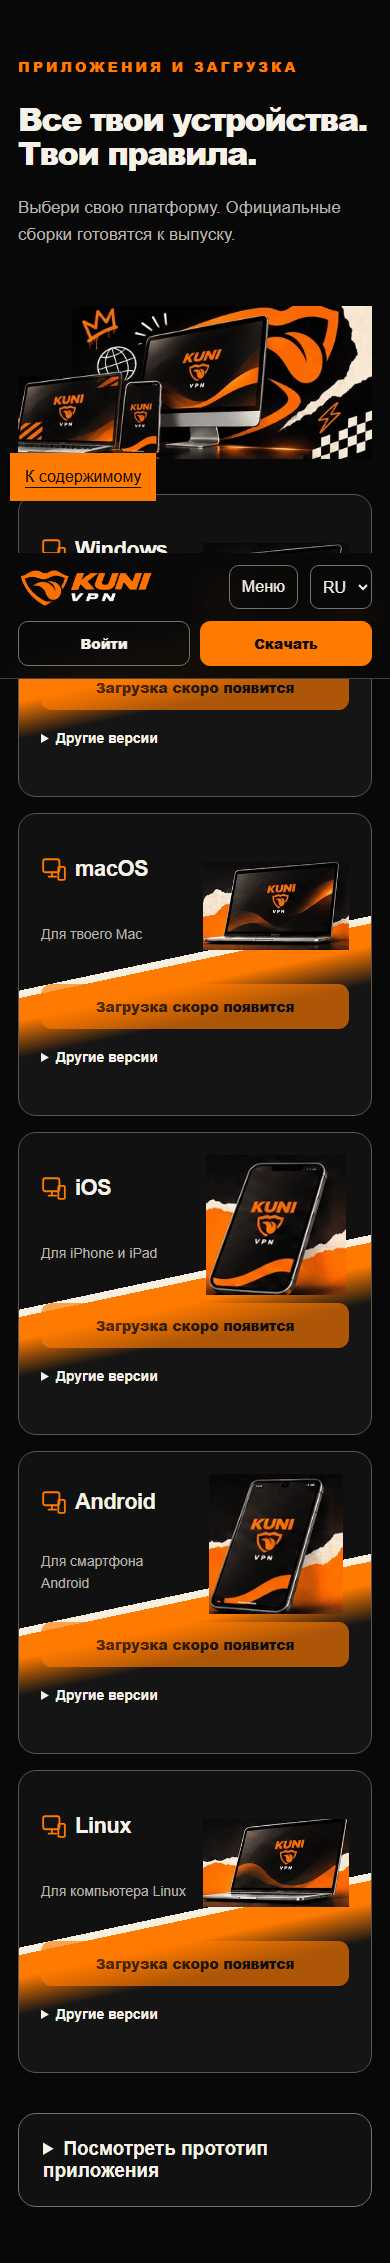 ПРИЛОЖЕНИЯ И ЗАГРУЗКА
Все твои устройства.
Твои правила.
Выбери свою платформу. Официальные
сборки готовятся к выпуску.
KUNI
VPN
KUNI
VPN
KUNI
VPN
К содержимому
Windows
KUNI
VPN
Меню
RU
Войти
Скачать
Загрузка скоро появится
Другие версии
macOS
KUNI
VPN
Для твоего Mac
Загрузка скоро появится
Другие версии
iOS
KUNI
VPN
Для iPhone и iPad
Загрузка скоро появится
Другие версии
Android
KUNI
VPN
Для смартфона
Android
Загрузка скоро появится
Другие версии
Linux
KUNI
VPN
Для компьютера Linux
Загрузка скоро появится
Другие версии
Посмотреть прототип
приложения